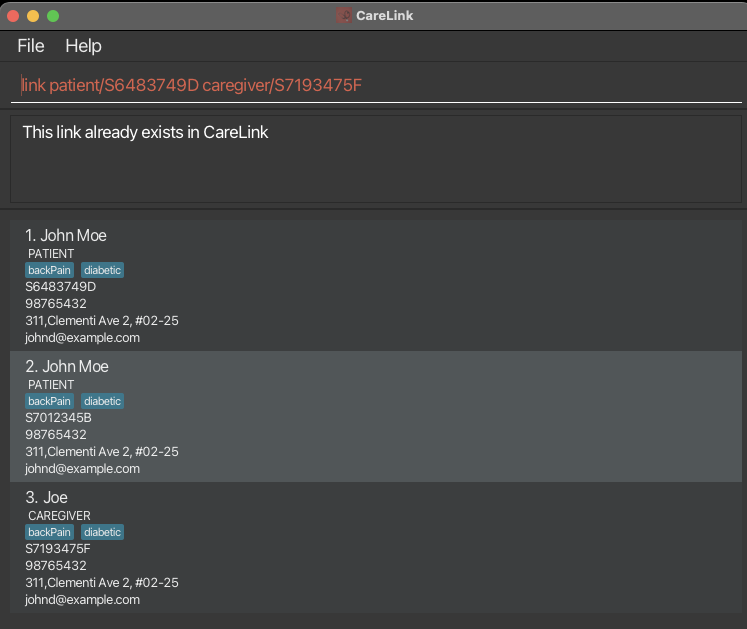 CareLink
File Help
link patient/S6483749D caregiver/S7193475F
This link already exists in CareLink
1. John Moe
PATIENT
backPain diabetic
S6483749D
98765432
311,Clementi Ave 2, #02-25
johnd@example.com
2. John Moe
PATIENT
backPain diabetic
S7012345B
98765432
311,Clementi Ave 2, #02-25
johnd@example.com
3. Joe
CAREGIVER
backPain diabetic
S7193475F
98765432
311,Clementi Ave 2, #02-25
johnd@example.com